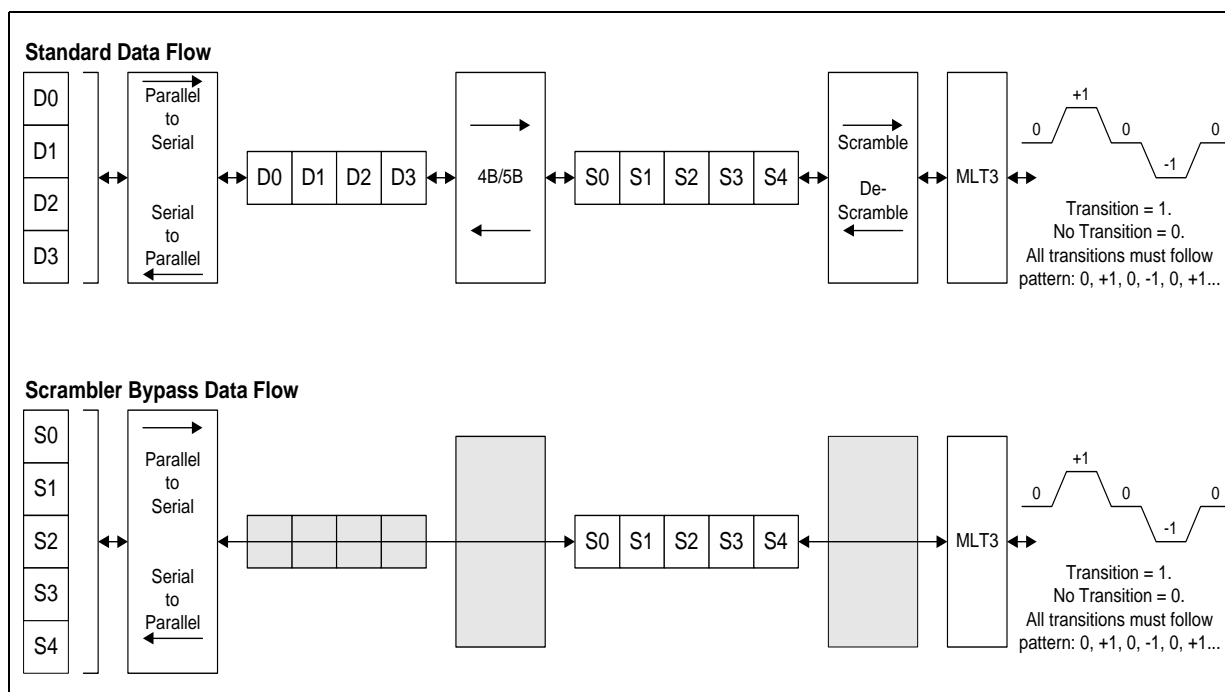 Standard Data Flow
D0
D1
D2
D3
Parallel
to
Serial
Serial
to
Parallel
D0 D1 D2 D3
4B/5B
S0 S1 S2 S3 S4
Scramble
De-
Scramble
MLT3
0 +1 0 -1 0
Transition = 1.
No Transition = 0.
All transitions must follow
pattern: 0, +1, 0, -1, 0, +1...
Scrambler Bypass Data Flow
S0
S1
S2
S3
S4
Parallel
to
Serial
Serial
to
Parallel
S0 S1 S2 S3 S4
MLT3
0 +1 0 -1 0
Transition = 1.
No Transition = 0.
All transitions must follow
pattern: 0, +1, 0, -1, 0, +1...